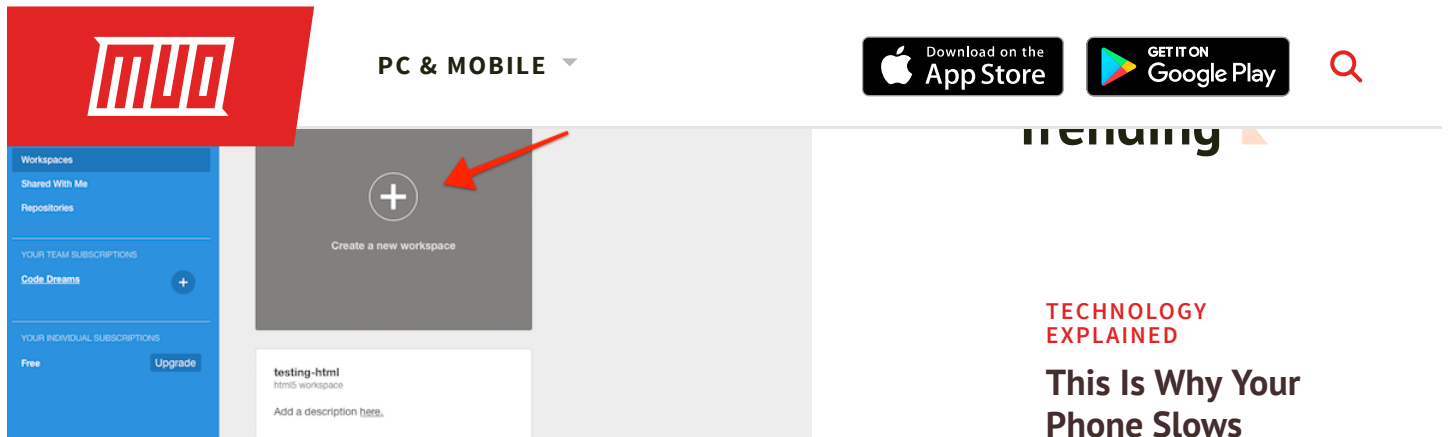 MUO
PC & MOBILE
Download on the
App Store
GET IT ON
Google Play
Trending
Workspaces
Shared With Me
Repositories
YOUR TEAM SUBSCRIPTIONS
Code Dreams
YOUR INDIVIDUAL SUBSCRIPTIONS
Free
Upgrade
Create a new workspace
testing-html
html5 workspace
Add a description here.
TECHNOLOGY
EXPLAINED
This Is Why Your
Phone Slows